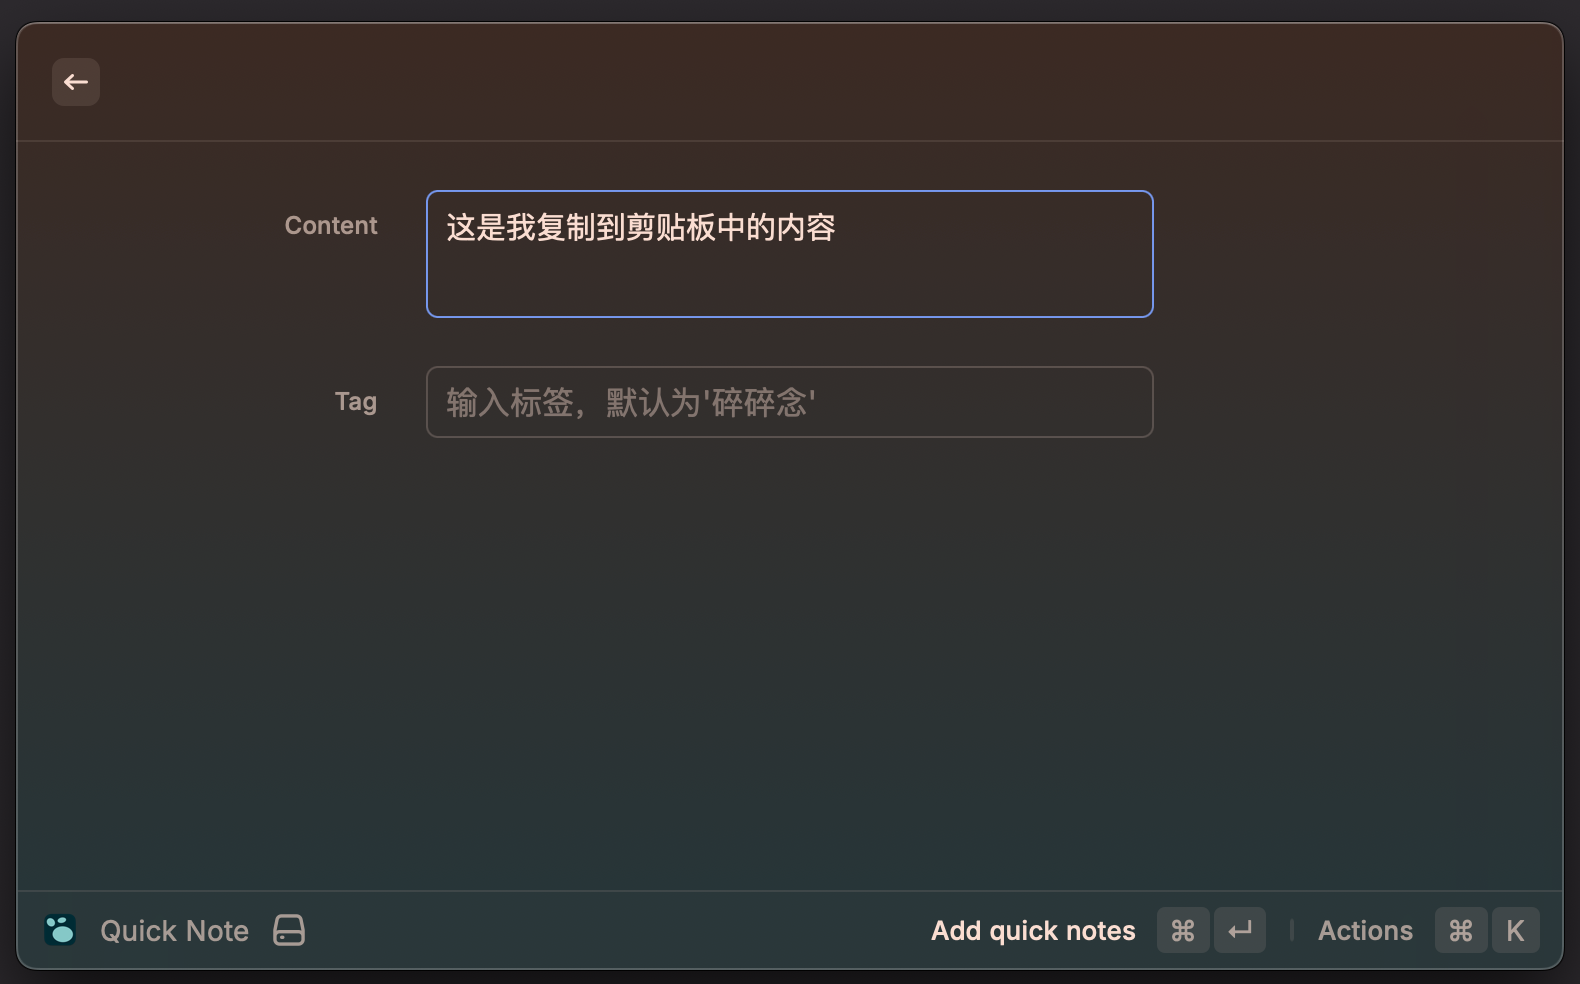 Content
这是我复制到剪贴板中的内容
Tag
输入标签，默认为'碎碎念'
Quick Note
Add quick notes ⌘ ↵
Actions ⌘ K